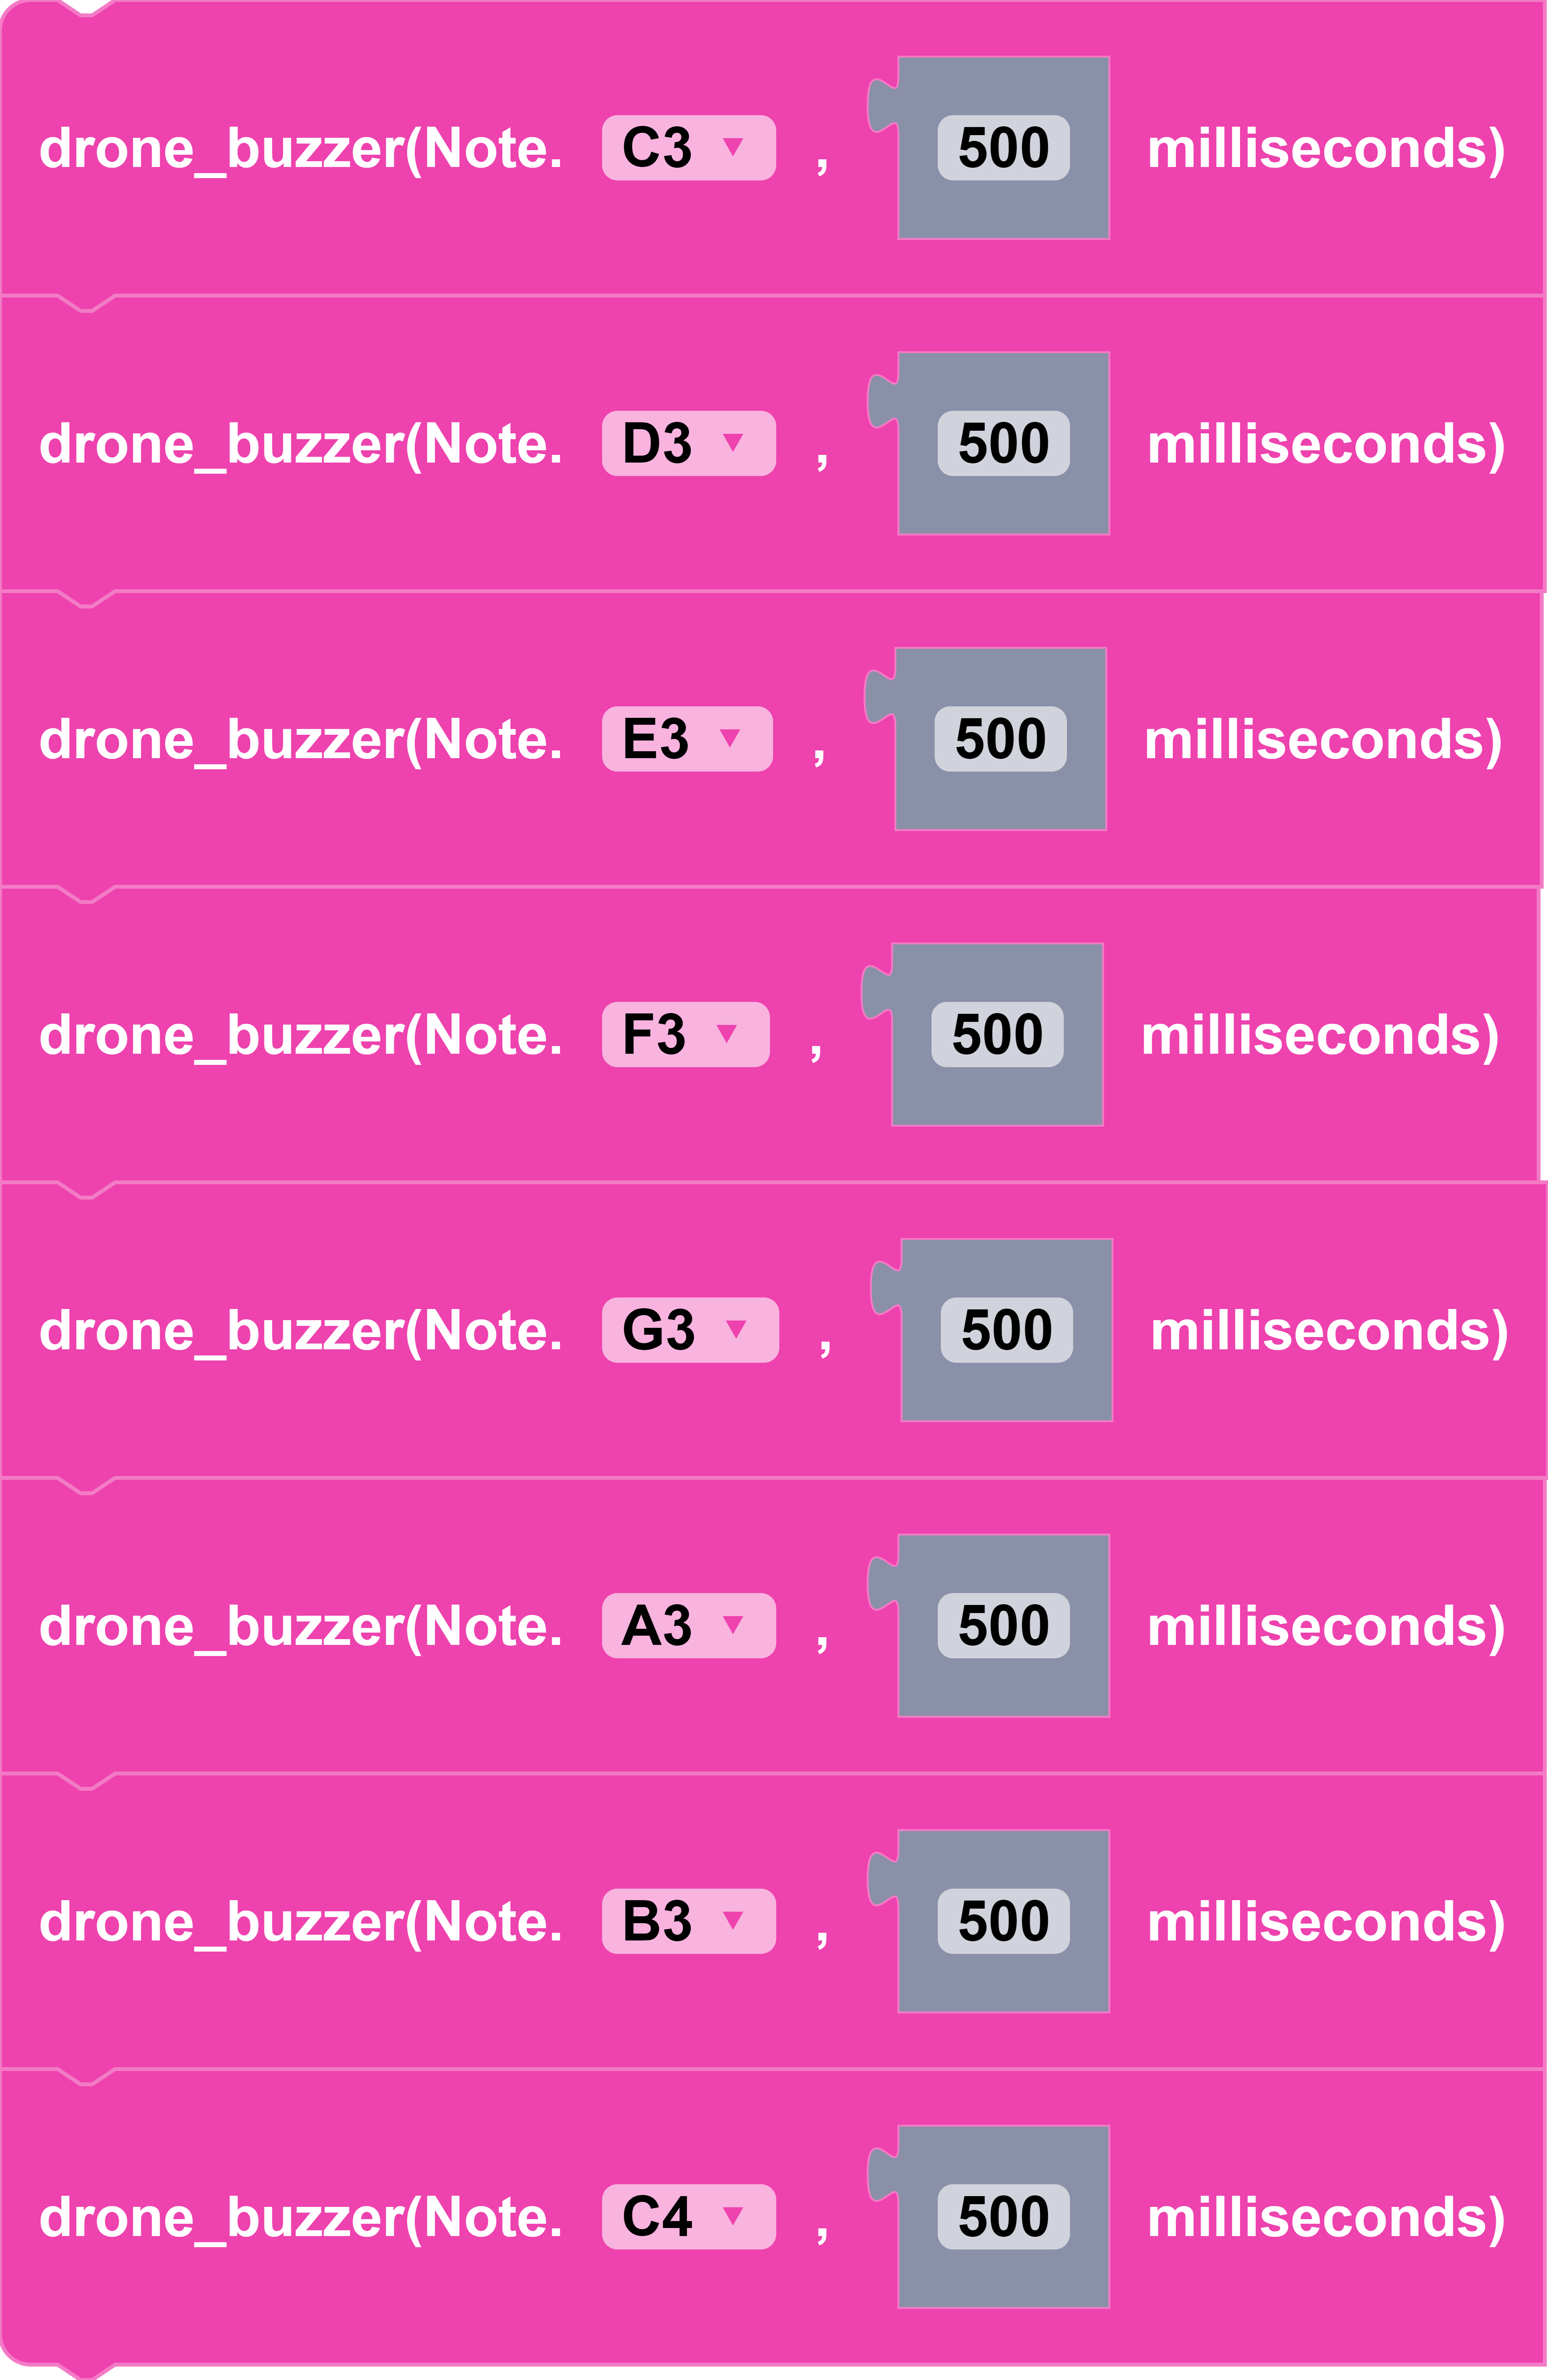 drone_buzzer(Note. C3 , 500 milliseconds)
drone_buzzer(Note. D3 , 500 milliseconds)
drone_buzzer(Note. E3 , 500 milliseconds)
drone_buzzer(Note. F3 , 500 milliseconds)
drone_buzzer(Note. G3 , 500 milliseconds)
drone_buzzer(Note. A3 , 500 milliseconds)
drone_buzzer(Note. B3 , 500 milliseconds)
drone_buzzer(Note. C4 , 500 milliseconds)